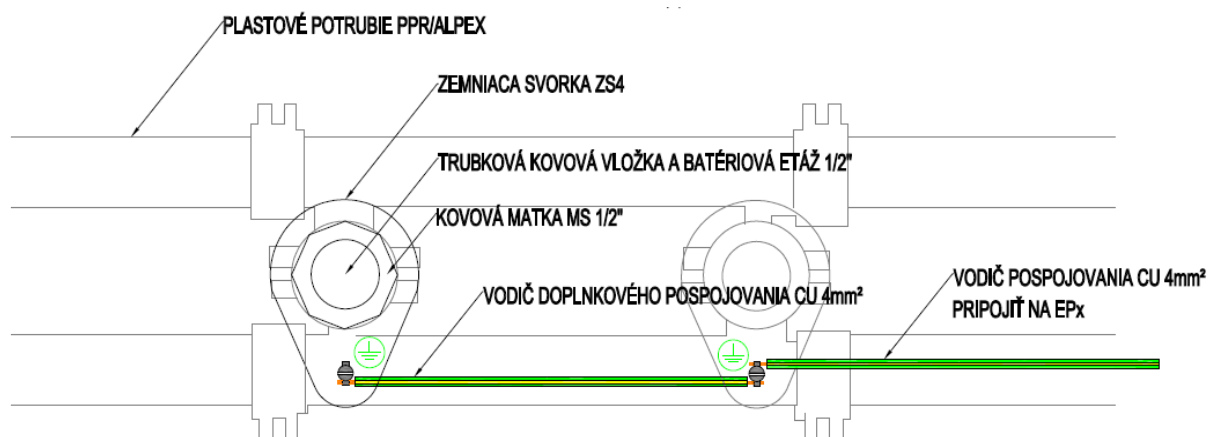 PLASTOVÉ POTRUBIE PPR/ALPEX
ZEMNIACA SVORKA ZS4
TRUBKOVÁ KOVOVÁ VLOŽKA A BATÉRIOVÁ ETÁŽ 1/2"
KOVOVÁ MATKA MS 1/2"
VODIČ DOPLNKOVÉHO POSPOJOVANIA CU 4mm²
VODIČ POSPOJOVANIA CU 4mm²
PRIPOJIŤ NA EPx